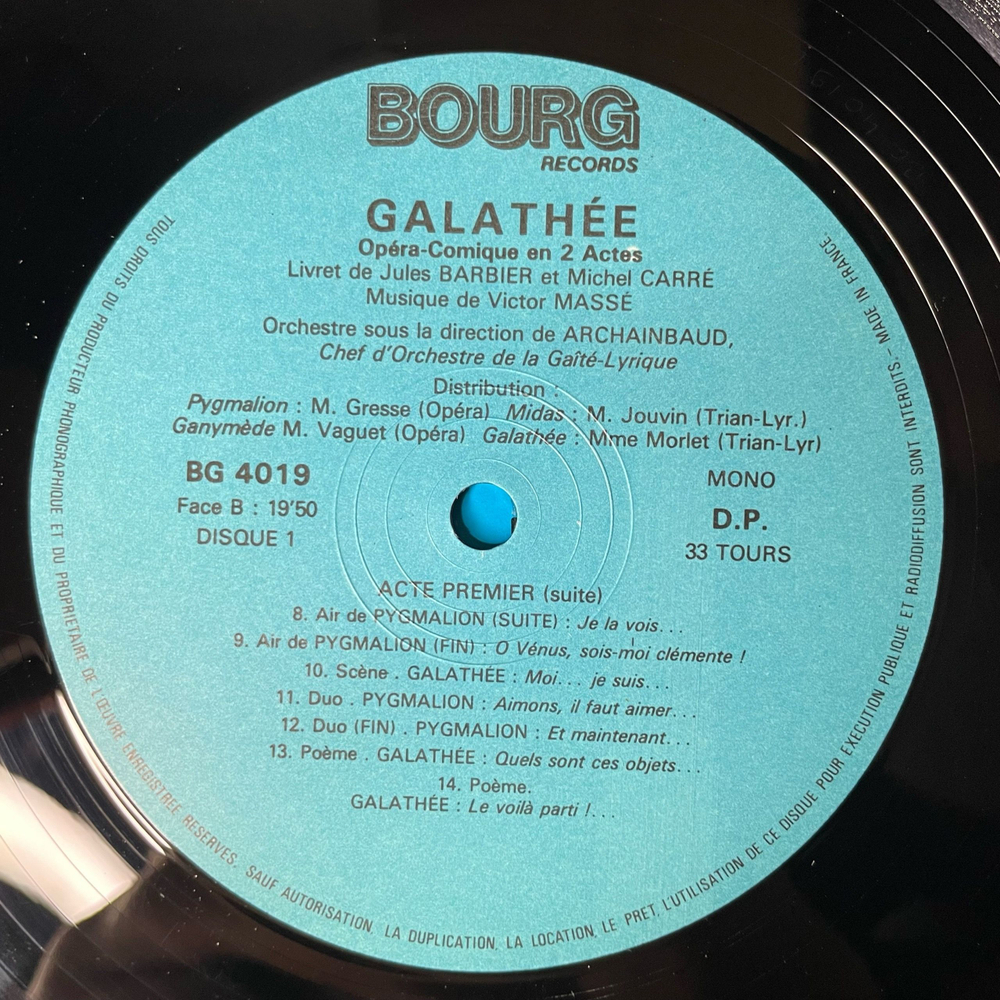 BOURG
RECORDS
GALATHÉE
Opéra-Comique en 2 Actes
Livret de Jules BARBIER et Michel CARRÉ
Musique de Victor MASSÉ
Orchestre sous la direction de ARCHAINBAUD,
Chef d'Orchestre de la Gaîté-Lyrique
Distribution :
Pygmalion : M. Gresse (Opéra) Midas : M. Jouvin (Trian-Lyr.)
Ganymède M. Vaguet (Opéra) Galathée : Mme Morlet (Trian-Lyr)
BG 4019
Face B : 19'50
DISQUE 1
MONO
D.P.
33 TOURS
ACTE PREMIER (suite)
8. Air de PYGMALION (SUITE) : Je la vois...
9. Air de PYGMALION (FIN) : O Vénus, sois-moi clémente !
10. Scène . GALATHÉE : Moi... je suis...
11. Duo . PYGMALION : Aimons, il faut aimer...
12. Duo (FIN) . PYGMALION : Et maintenant...
13. Poème . GALATHÉE : Quels sont ces objets...
14. Poème.
GALATHÉE : Le voilà parti !...
TOUS DROITS DU PRODUCTEUR PHONOGRAPHIQUE ET DU PROPRIETAIRE DE L'ŒUVRE ENREGISTREE RESERVES. SAUF AUTORISATION, LA DUPLICATION, LA LOCATION, LE PRET, L'UTILISATION DE CE DISQUE POUR EXECUTION PUBLIQUE ET RADIODIFFUSION SONT INTERDITS. - MADE IN FRANCE